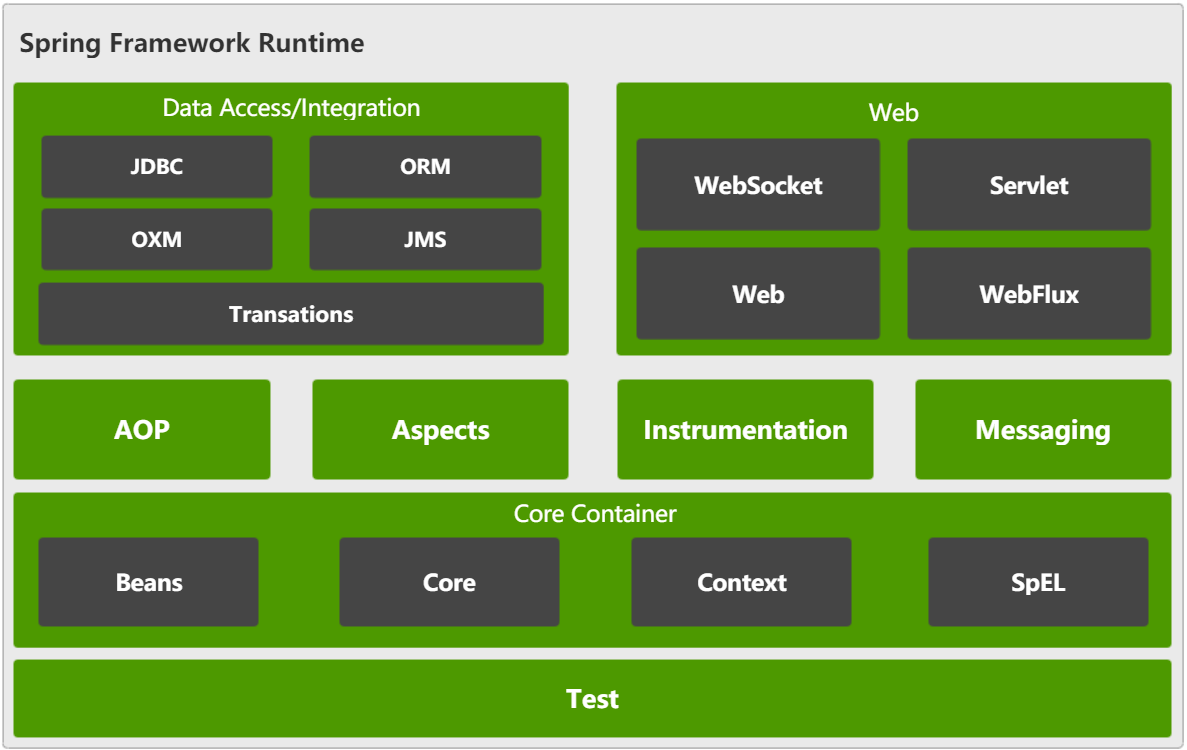 Spring Framework Runtime
Data Access/Integration
JDBC
ORM
OXM
JMS
Transations
Web
WebSocket
Servlet
Web
WebFlux
AOP
Aspects
Instrumentation
Messaging
Core Container
Beans
Core
Context
SpEL
Test